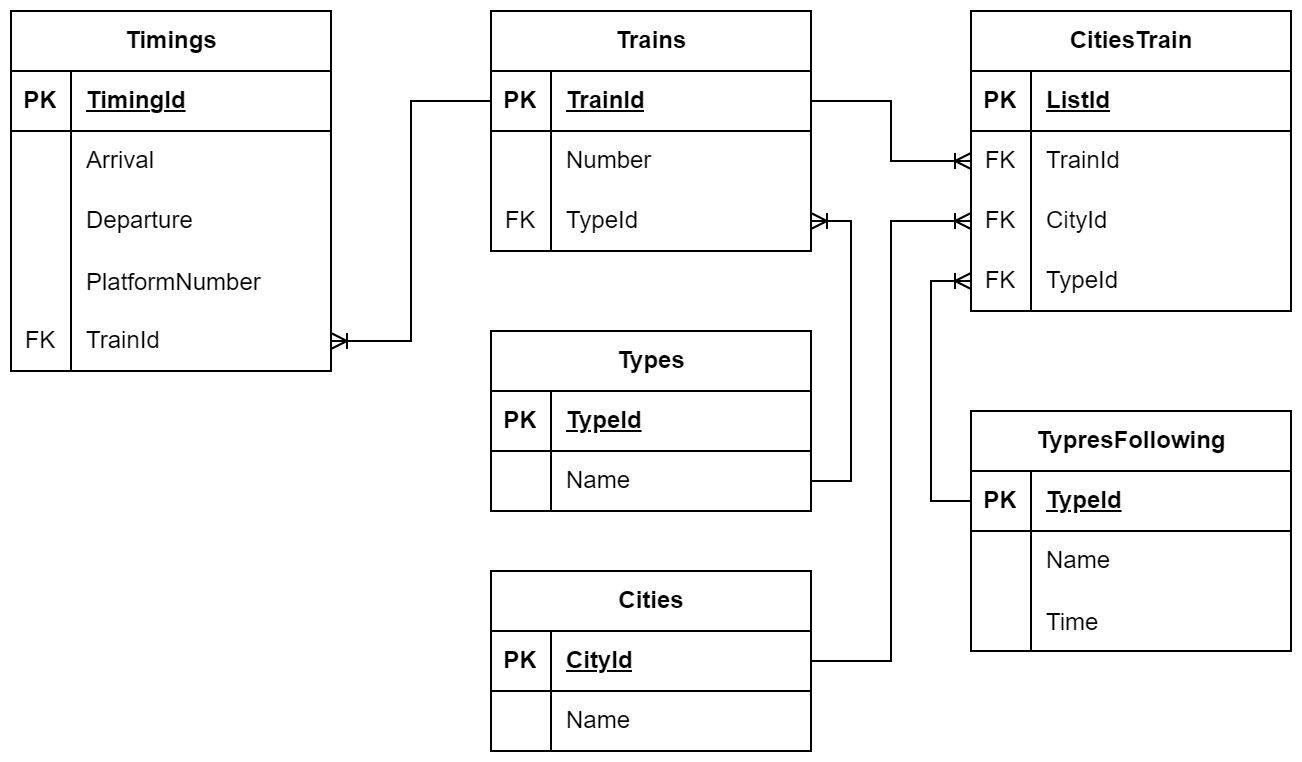 Timings
PK TimingId
Arrival
Departure
PlatformNumber
FK TrainId
Trains
PK TrainId
Number
FK TypeId
CitiesTrain
PK ListId
FK TrainId
FK CityId
FK TypeId
Types
PK TypeId
Name
TypresFollowing
PK TypeId
Name
Time
Cities
PK CityId
Name